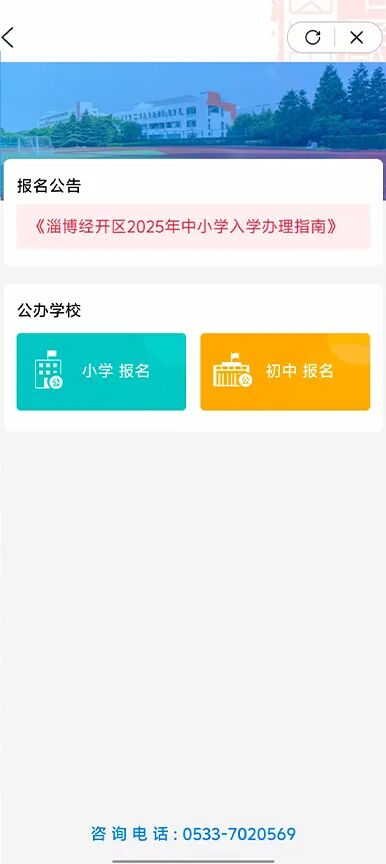 报名公告
《淄博经开区2025年中小学入学办理指南》
公办学校
公 小学 报名
公 初中 报名
咨询电话：0533-7020569